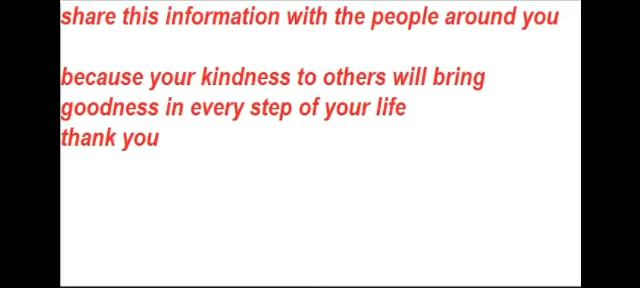 share this information with the people around you
because your kindness to others will bring
goodness in every step of your life
thank you